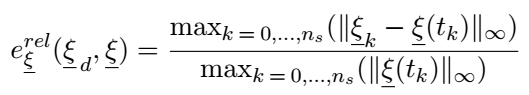 $e^{rel}_{\underline{\xi}}(\underline{\xi}_d, \underline{\xi}) = \dfrac{\max_{k=0,\ldots,n_s}(\|\underline{\xi}_k - \underline{\xi}(t_k)\|_\infty)}{\max_{k=0,\ldots,n_s}(\|\underline{\xi}(t_k)\|_\infty)}$